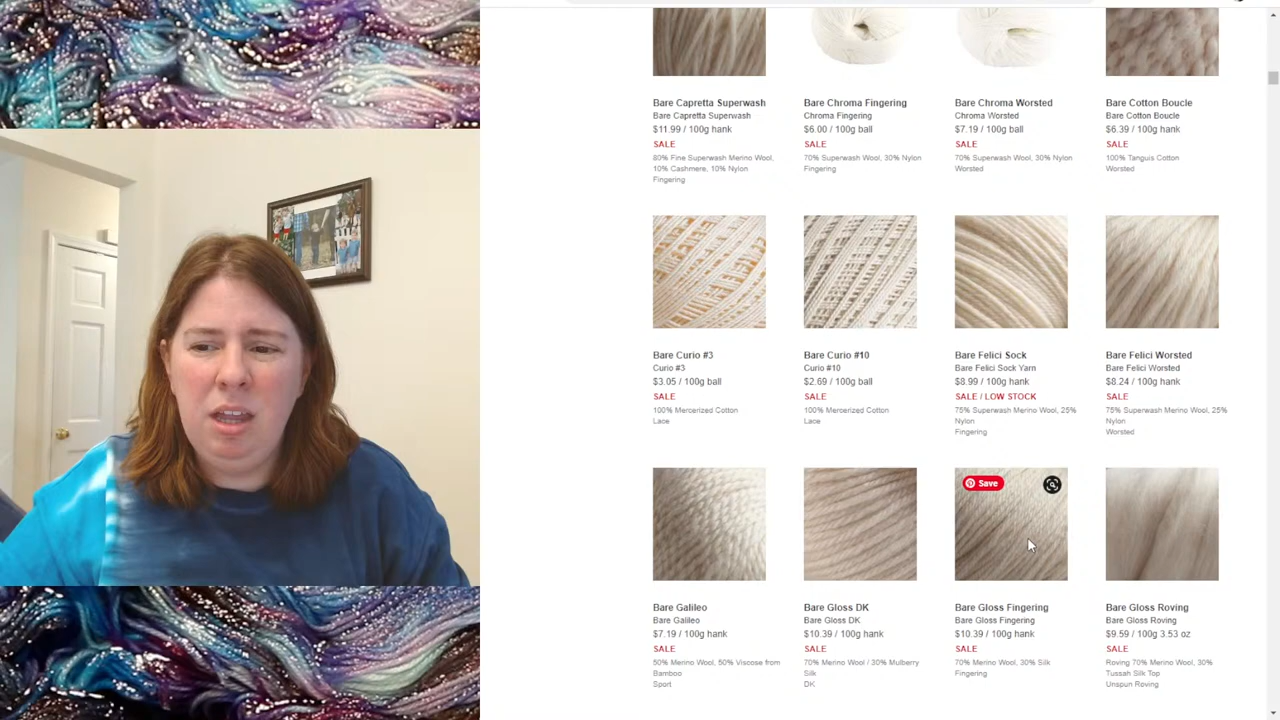 Bare Capretta Superwash
Bare Capretta Superwash
$11.99 / 100g hank
SALE
80% Fine Superwash Merino Wool,
10% Cashmere, 10% Nylon
Fingering
Bare Chroma Fingering
Chroma Fingering
$6.00 / 100g ball
SALE
70% Superwash Wool, 30% Nylon
Fingering
Bare Chroma Worsted
Chroma Worsted
$7.19 / 100g ball
SALE
70% Superwash Wool, 30% Nylon
Worsted
Bare Cotton Boucle
Bare Cotton Boucle
$6.39 / 100g hank
SALE
100% Tanguis Cotton
Worsted
Bare Curio #3
Curio #3
$3.05 / 100g ball
SALE
100% Mercerized Cotton
Lace
Bare Curio #10
Curio #10
$2.69 / 100g ball
SALE
100% Mercerized Cotton
Lace
Bare Felici Sock
Bare Felici Sock Yarn
$8.99 / 100g hank
SALE / LOW STOCK
75% Superwash Merino Wool, 25%
Nylon
Fingering
Bare Felici Worsted
Bare Felici Worsted
$8.24 / 100g hank
SALE
75% Superwash Merino Wool, 25%
Nylon
Worsted
Save
Bare Galileo
Bare Galileo
$7.19 / 100g hank
SALE
50% Merino Wool, 50% Viscose from
Bamboo
Sport
Bare Gloss DK
Bare Gloss DK
$10.39 / 100g hank
SALE
70% Merino Wool / 30% Mulberry
Silk
DK
Bare Gloss Fingering
Bare Gloss Fingering
$10.39 / 100g hank
SALE
70% Merino Wool, 30% Silk
Fingering
Bare Gloss Roving
Bare Gloss Roving
$9.59 / 100g 3.53 oz
SALE
Roving 70% Merino Wool, 30%
Tussah Silk Top
Unspun Roving